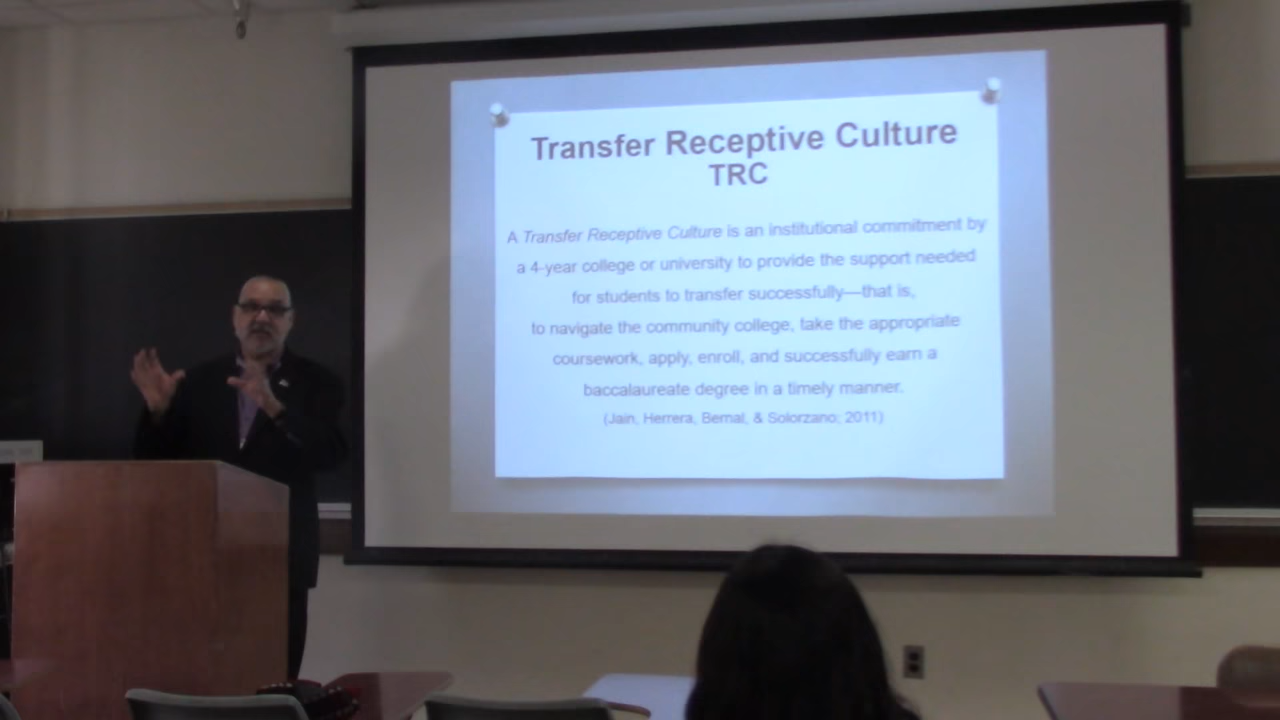 Transfer Receptive Culture
TRC
A Transfer Receptive Culture is an institutional commitment by
a 4-year college or university to provide the support needed
for students to transfer successfully—that is,
to navigate the community college, take the appropriate
coursework, apply, enroll, and successfully earn a
baccalaureate degree in a timely manner.
(Jain, Herrera, Bernal, & Solorzano; 2011)